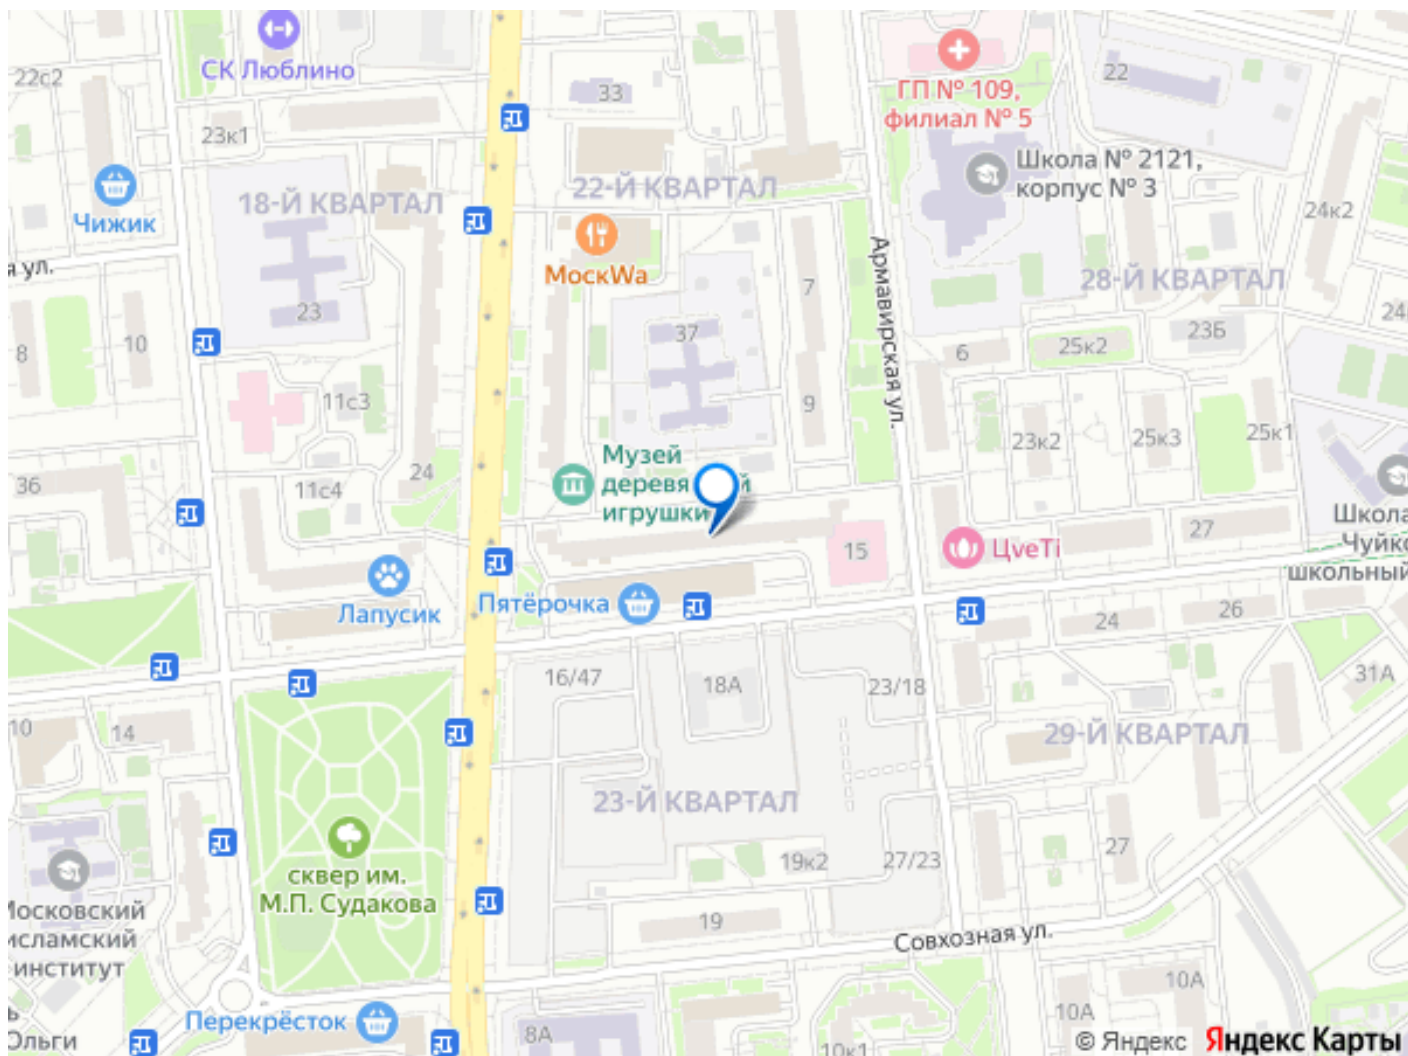 СК Люблино
22с2
23к1
33
ГП № 109,
филиал № 5
22
Школа № 2121,
корпус № 3
Чижик
18-Й КВАРТАЛ
22-Й КВАРТАЛ
24к2
МоскWa
я ул.
Армавирская ул.
28-Й КВАРТАЛ
7
23
37
24
23Б
8
10
6
25к2
11с3
9
23к2
25к3
25к1
Музей
игрушки
36
24
11с4
Школа
15
ЦveTi
27
школьный
Лапусик
Пятёрочка
24
26
16/47
18А
23/18
31А
10
14
29-Й КВАРТАЛ
23-Й КВАРТАЛ
19к2
27/23
27
сквер им.
М.П. Судакова
Московский
исламский
институт
19
Совхозная ул.
10А
10А
Перекрёсток
Ольги
8А
10к1
© Яндекс Яндекс Карты